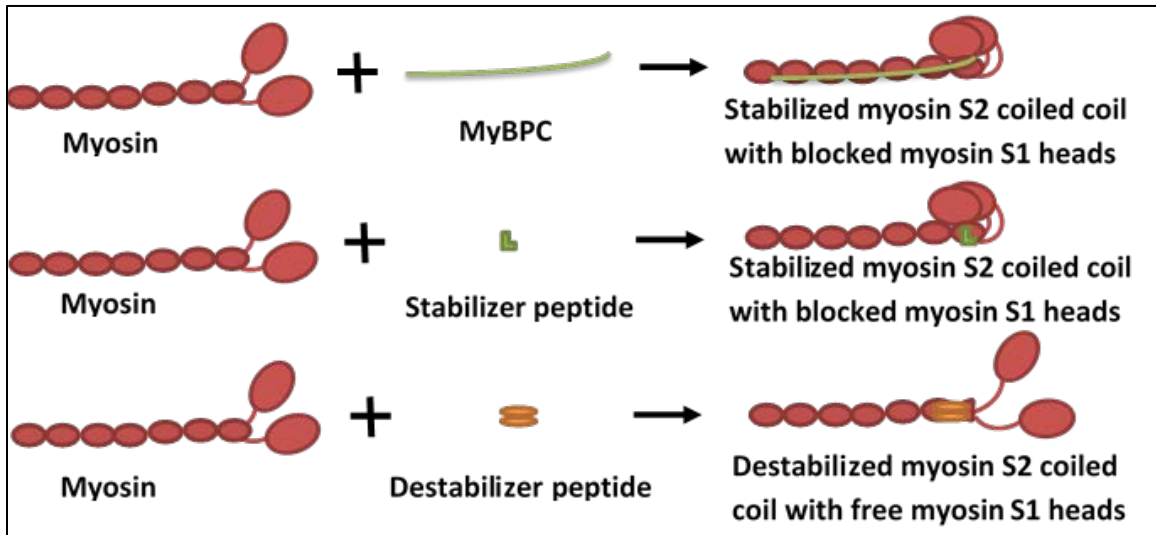 Myosin
+
MyBPC
Stabilized myosin S2 coiled coil
with blocked myosin S1 heads
Myosin
+
Stabilizer peptide
Stabilized myosin S2 coiled coil
with blocked myosin S1 heads
Myosin
+
Destabilizer peptide
Destabilized myosin S2 coiled
coil with free myosin S1 heads